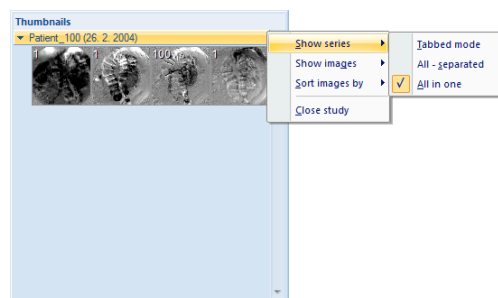 Thumbnails
Patient_100 (26. 2. 2004)
1 1 100 1
Show series
Show images
Sort images by
Close study
Tabbed mode
All - separated
All in one